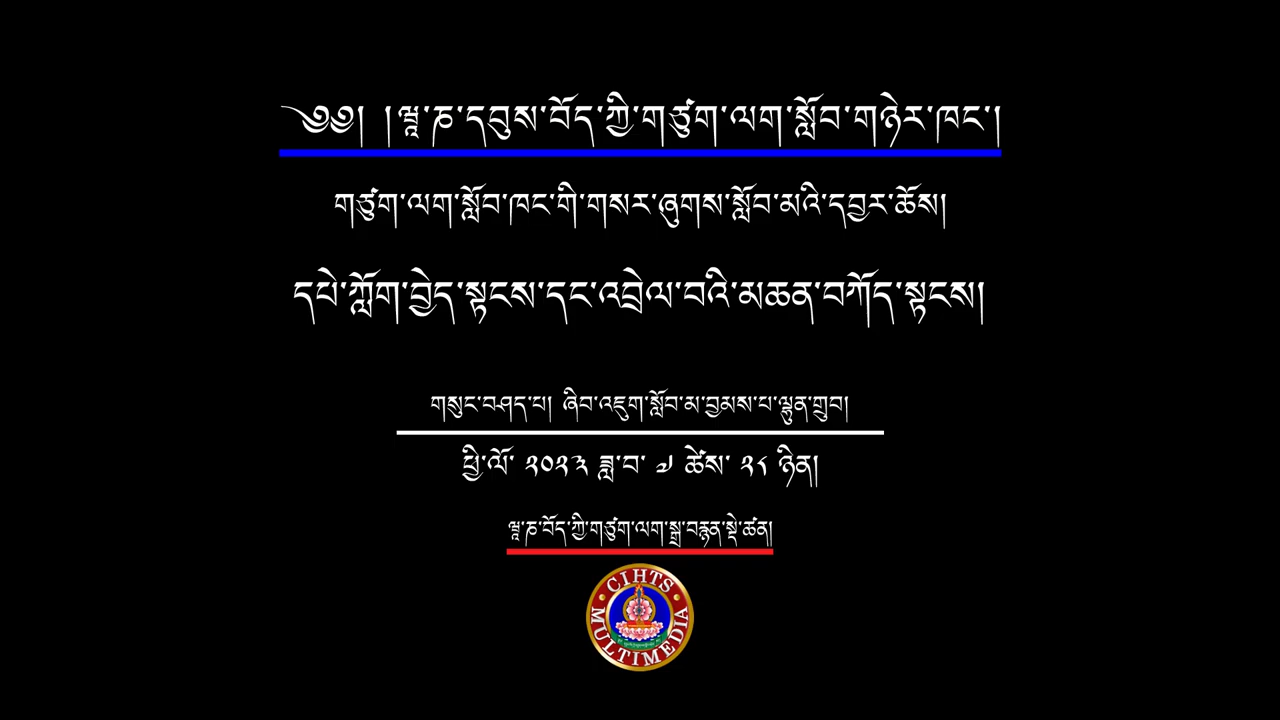 ༄༅། །ཝཱ་ཎ་དབུས་བོད་ཀྱི་གཙུག་ལག་སློབ་གཉེར་ཁང་།
གཙུག་ལག་སློབ་ཁང་གི་གསར་ཞུགས་སློབ་མའི་དབྱར་ཆོས།
དཔེ་ཀློག་བྱེད་སྟངས་དང་འབྲེལ་བའི་མཆན་བཀོད་སྟངས།
གསུང་བཤད་པ། ཞིབ་འཇུག་སློབ་མ་བྱམས་པ་ལྷུན་གྲུབ།
ཕྱི་ལོ་ ༢༠༢༣ ཟླ་བ་ ༧ ཚེས་ ༢༨ ཉིན།
ཝཱ་ཎ་བོད་ཀྱི་གཙུག་ལག་སྒྲ་བརྙན་སྡེ་ཚན།
CIHTS
MULTIMEDIA